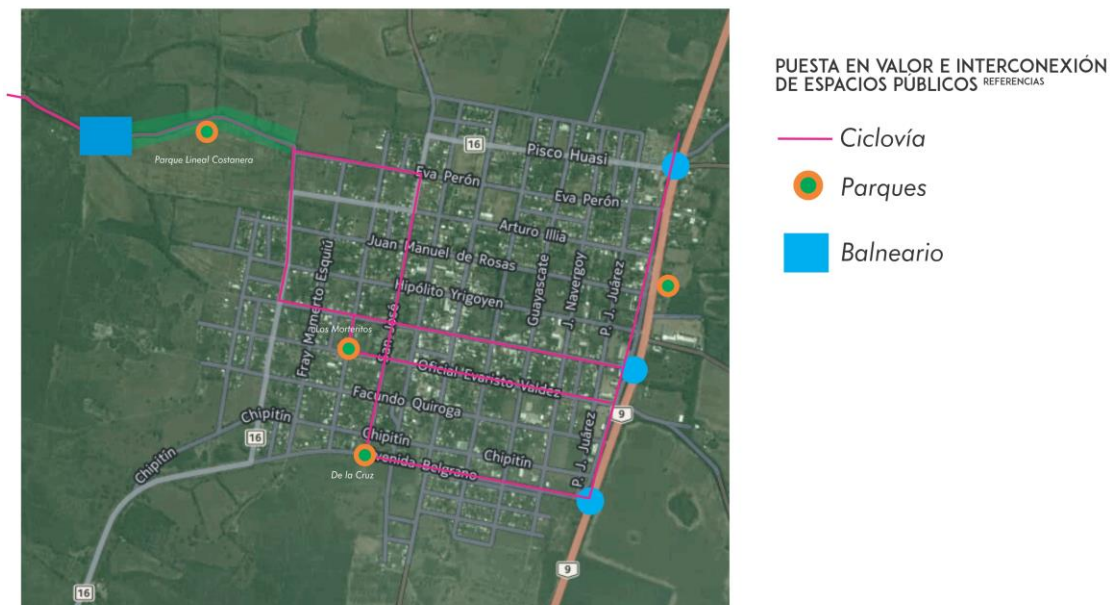 PUESTA EN VALOR E INTERCONEXIÓN
DE ESPACIOS PÚBLICOS REFERENCIAS
Ciclovía
Parques
Balneario
16
Pisco Huasi
Parque Lineal Costanera
Eva Perón
Eva Perón
Arturo Illia
Juan Manuel de Rosas
Hipólito Yrigoyen
Fray Mamerto Esquiú
San José
Guayascate
J. Navergoy
P. J. Juárez
Los Morteritos
Oficial Evaristo Valdez
Facundo Quiroga
9
Chipitín
Chipitín
Chipitín
Chipitín
16
P. J. Juárez
Avenida Belgrano
De la Cruz
9
16